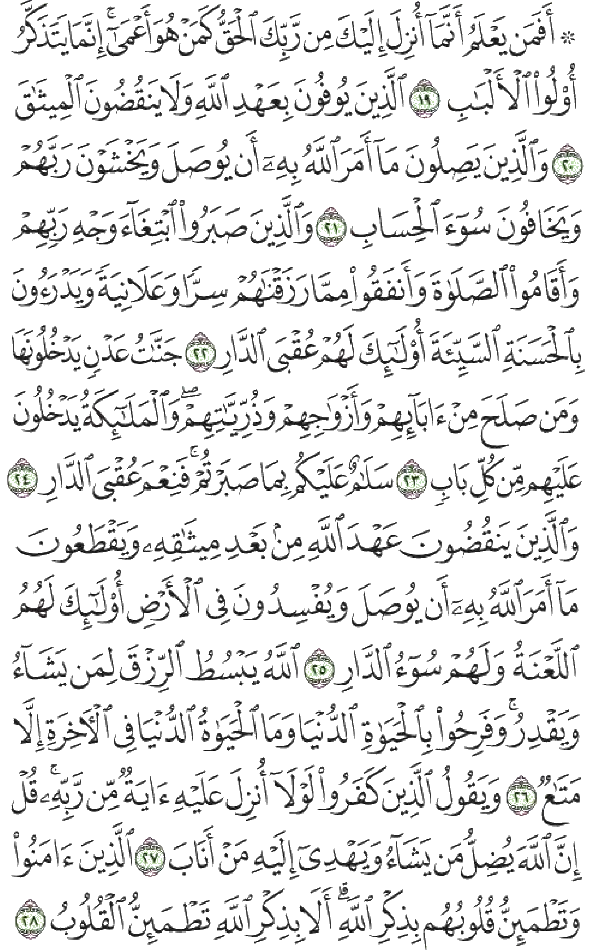 ۞ أَفَمَن يَعْلَمُ أَنَّمَآ أُنزِلَ إِلَيْكَ مِن رَّبِّكَ ٱلْحَقُّ كَمَنْ هُوَ أَعْمَىٰٓ ۚ إِنَّمَا يَتَذَكَّرُ
أُو۟لُوا۟ ٱلْأَلْبَٰبِ ١٩ ٱلَّذِينَ يُوفُونَ بِعَهْدِ ٱللَّهِ وَلَا يَنقُضُونَ ٱلْمِيثَٰقَ
٢٠ وَٱلَّذِينَ يَصِلُونَ مَآ أَمَرَ ٱللَّهُ بِهِۦٓ أَن يُوصَلَ وَيَخْشَوْنَ رَبَّهُمْ
وَيَخَافُونَ سُوٓءَ ٱلْحِسَابِ ٢١ وَٱلَّذِينَ صَبَرُوا۟ ٱبْتِغَآءَ وَجْهِ رَبِّهِمْ
وَأَقَامُوا۟ ٱلصَّلَوٰةَ وَأَنفَقُوا۟ مِمَّا رَزَقْنَٰهُمْ سِرًّا وَعَلَانِيَةً وَيَدْرَءُونَ
بِٱلْحَسَنَةِ ٱلسَّيِّئَةَ أُو۟لَٰٓئِكَ لَهُمْ عُقْبَى ٱلدَّارِ ٢٢ جَنَّٰتُ عَدْنٍ يَدْخُلُونَهَا
وَمَن صَلَحَ مِنْ ءَابَآئِهِمْ وَأَزْوَٰجِهِمْ وَذُرِّيَّٰتِهِمْ ۖ وَٱلْمَلَٰٓئِكَةُ يَدْخُلُونَ
عَلَيْهِم مِّن كُلِّ بَابٍ ٢٣ سَلَٰمٌ عَلَيْكُم بِمَا صَبَرْتُمْ ۚ فَنِعْمَ عُقْبَى ٱلدَّارِ ٢٤
وَٱلَّذِينَ يَنقُضُونَ عَهْدَ ٱللَّهِ مِنۢ بَعْدِ مِيثَٰقِهِۦ وَيَقْطَعُونَ
مَآ أَمَرَ ٱللَّهُ بِهِۦٓ أَن يُوصَلَ وَيُفْسِدُونَ فِى ٱلْأَرْضِ أُو۟لَٰٓئِكَ لَهُمُ
ٱللَّعْنَةُ وَلَهُمْ سُوٓءُ ٱلدَّارِ ٢٥ ٱللَّهُ يَبْسُطُ ٱلرِّزْقَ لِمَن يَشَآءُ
وَيَقْدِرُ ۚ وَفَرِحُوا۟ بِٱلْحَيَوٰةِ ٱلدُّنْيَا وَمَا ٱلْحَيَوٰةُ ٱلدُّنْيَا فِى ٱلْءَاخِرَةِ إِلَّا
مَتَٰعٌ ٢٦ وَيَقُولُ ٱلَّذِينَ كَفَرُوا۟ لَوْلَآ أُنزِلَ عَلَيْهِ ءَايَةٌ مِّن رَّبِّهِۦ ۗ قُلْ
إِنَّ ٱللَّهَ يُضِلُّ مَن يَشَآءُ وَيَهْدِىٓ إِلَيْهِ مَنْ أَنَابَ ٢٧ ٱلَّذِينَ ءَامَنُوا۟
وَتَطْمَئِنُّ قُلُوبُهُم بِذِكْرِ ٱللَّهِ ۗ أَلَا بِذِكْرِ ٱللَّهِ تَطْمَئِنُّ ٱلْقُلُوبُ ٢٨